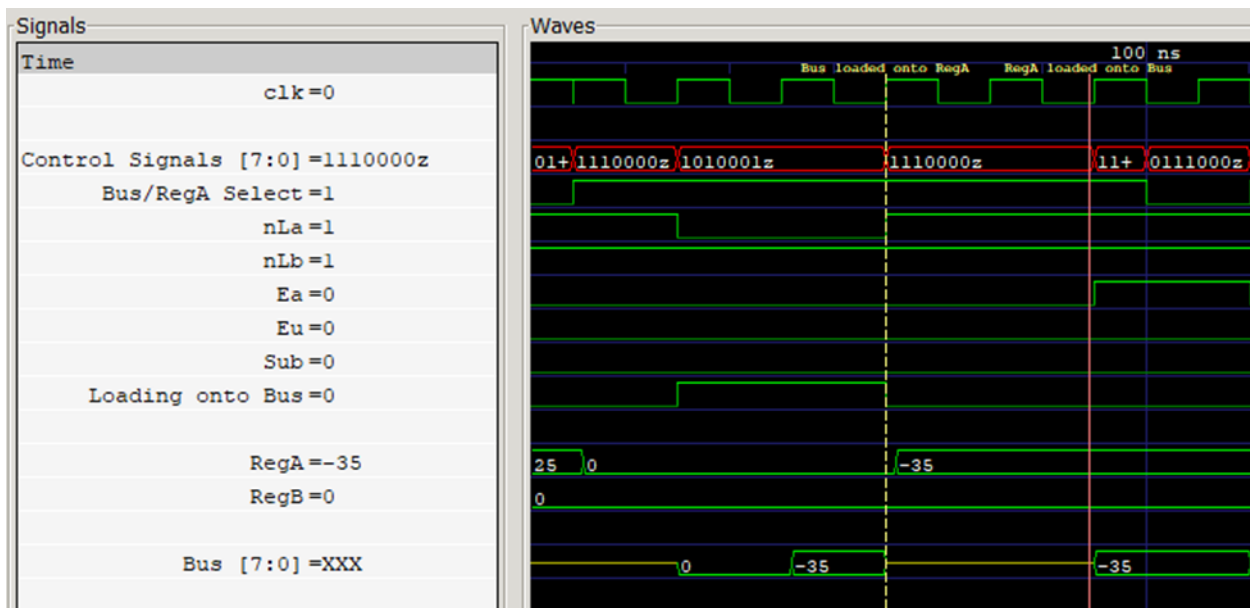 Signals
Waves
Time
100 ns
Bus loaded onto RegA
RegA loaded onto Bus
clk=0
Control Signals [7:0]=1110000z
01+ 1110000z 1010001z 1110000z 11+ 0111000z
Bus/RegA Select=1
nLa=1
nLb=1
Ea=0
Eu=0
Sub=0
Loading onto Bus=0
RegA=-35
25 0 -35
RegB=0
0
Bus [7:0]=XXX
0 -35 -35